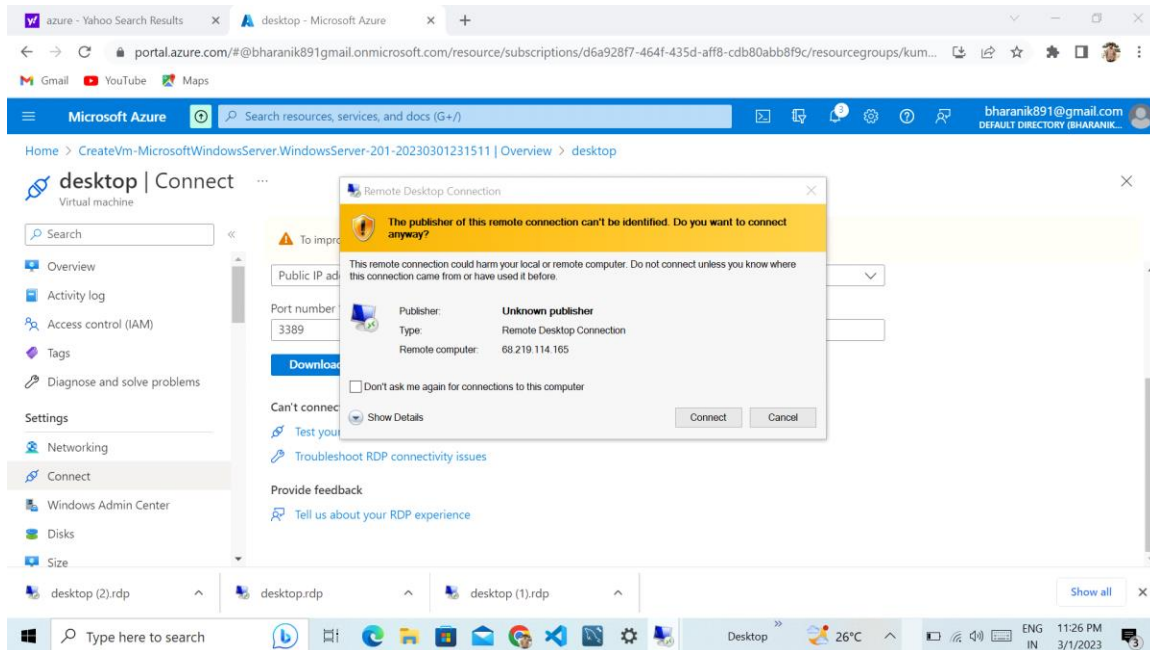 azure - Yahoo Search Results
desktop - Microsoft Azure
portal.azure.com/#@bharanik891gmail.onmicrosoft.com/resource/subscriptions/d6a928f7-464f-435d-aff8-cdb80abb8f9c/resourcegroups/kum...
Gmail YouTube Maps
Microsoft Azure
Search resources, services, and docs (G+/)
3
bharanik891@gmail.com
DEFAULT DIRECTORY (BHARANIK...
Home > CreateVm-MicrosoftWindowsServer.WindowsServer-201-20230301231511 | Overview > desktop
desktop | Connect ...
Virtual machine
Search
Overview
Activity log
Access control (IAM)
Tags
Diagnose and solve problems
Settings
Networking
Connect
Windows Admin Center
Disks
Size
To impro
Public IP ad
Port number
3389
Download
Can't connec
Test your
Troubleshoot RDP connectivity issues
Provide feedback
Tell us about your RDP experience
Remote Desktop Connection
The publisher of this remote connection can't be identified. Do you want to connect
anyway?
This remote connection could harm your local or remote computer. Do not connect unless you know where
this connection came from or have used it before.
Publisher: Unknown publisher
Type: Remote Desktop Connection
Remote computer: 68.219.114.165
Don't ask me again for connections to this computer
Show Details
Connect
Cancel
desktop (2).rdp
desktop.rdp
desktop (1).rdp
Show all
Type here to search
Desktop
26°C
ENG
IN
11:26 PM
3/1/2023
3